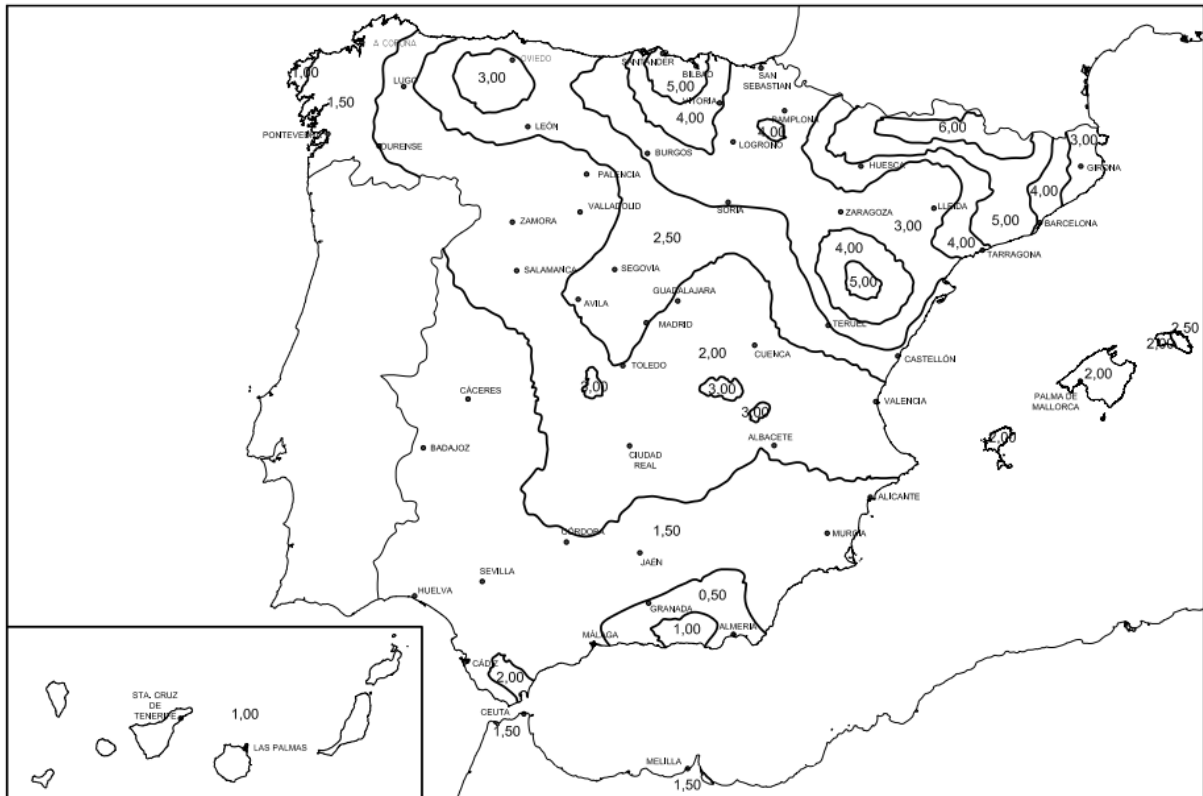 A CORUÑA
OVIEDO
SANTANDER
BILBAO
SAN
SEBASTIAN
1,00
LUGO
3,00
5,00
VITORIA
1,50
4,00
PAMPLONA
6,00
PONTEVEDRA
LEÓN
4,00
LOGROÑO
3,00
OURENSE
BURGOS
HUESCA
GIRONA
PALENCIA
4,00
ZAMORA
VALLADOLID
SORIA
ZARAGOZA
LLEIDA
5,00
BARCELONA
2,50
3,00
4,00
4,00
TARRAGONA
SALAMANCA
SEGOVIA
5,00
AVILA
GUADALAJARA
MADRID
TERUEL
2,50
2,00
2,00
CUENCA
CASTELLÓN
TOLEDO
2,00
3,00
3,00
CÁCERES
PALMA DE
MALLORCA
VALENCIA
3,00
BADAJOZ
CIUDAD
REAL
ALBACETE
2,00
ALICANTE
1,50
CÓRDOBA
MURCIA
JAÉN
SEVILLA
HUELVA
0,50
GRANADA
1,00
ALMERIA
MÁLAGA
CÁDIZ
2,00
CEUTA
1,50
MELILLA
1,50
STA. CRUZ
DE
TENERIFE
1,00
LAS PALMAS